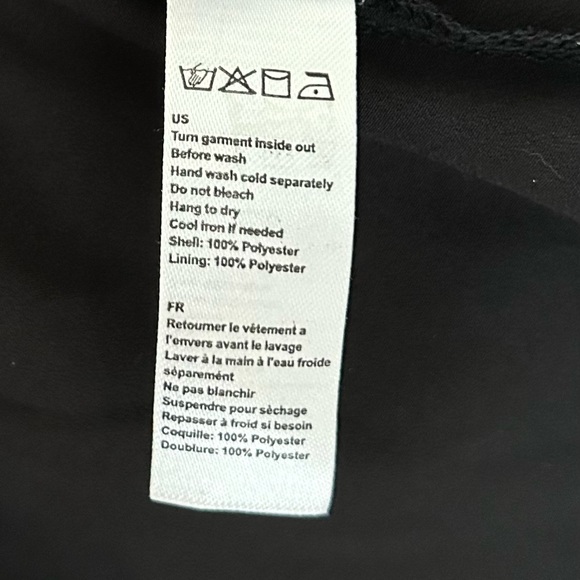 US
Turn garment inside out
Before wash
Hand wash cold separately
Do not bleach
Hang to dry
Cool iron if needed
Shell: 100% Polyester
Lining: 100% Polyester
FR
Retourner le vêtement a
l'envers avant le lavage
Laver à la main à l'eau froide
séparemént
Ne pas blanchir
Suspendre pour sèchage
Repasser à froid si besoin
Coquille: 100% Polyester
Doublure: 100% Polyester